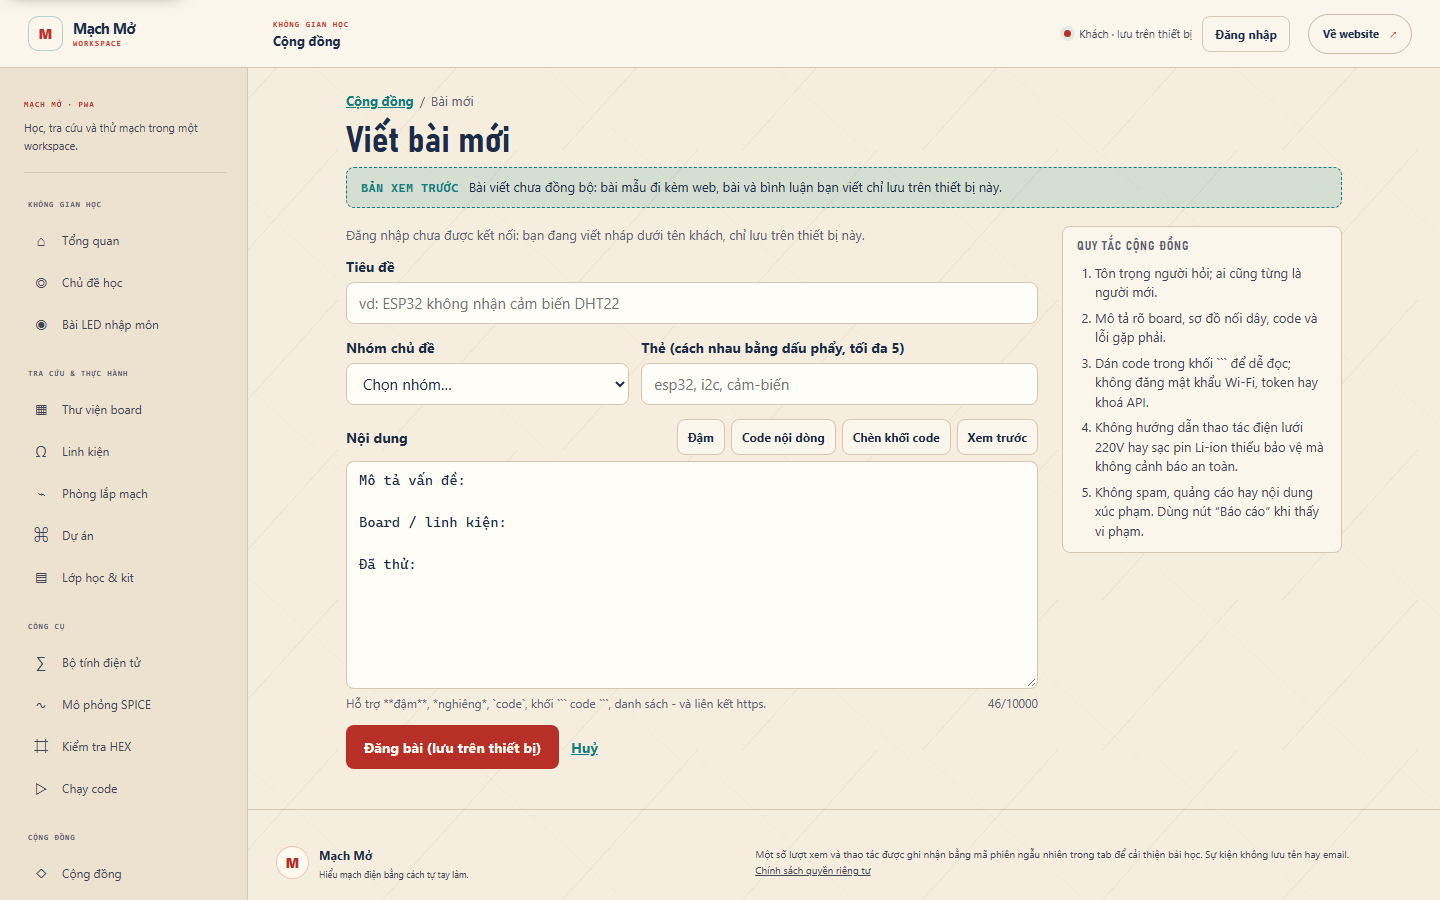 M
Mạch Mở
WORKSPACE
KHÔNG GIAN HỌC
Cộng đồng
Khách · lưu trên thiết bị
Đăng nhập
Về website ↗
MẠCH MỞ · PWA
Học, tra cứu và thử mạch trong một
workspace.
KHÔNG GIAN HỌC
Tổng quan
Chủ đề học
Bài LED nhập môn
TRA CỨU & THỰC HÀNH
Thư viện board
Linh kiện
Phòng lắp mạch
Dự án
Lớp học & kit
CÔNG CỤ
Bộ tính điện tử
Mô phỏng SPICE
Kiểm tra HEX
Chạy code
CỘNG ĐỒNG
Cộng đồng
Cộng đồng / Bài mới
Viết bài mới
BẢN XEM TRƯỚC Bài viết chưa đồng bộ: bài mẫu đi kèm web, bài và bình luận bạn viết chỉ lưu trên thiết bị này.
Đăng nhập chưa được kết nối: bạn đang viết nháp dưới tên khách, chỉ lưu trên thiết bị này.
Tiêu đề
vd: ESP32 không nhận cảm biến DHT22
Nhóm chủ đề
Chọn nhóm...
Thẻ (cách nhau bằng dấu phẩy, tối đa 5)
esp32, i2c, cảm-biến
Nội dung
Đậm
Code nội dòng
Chèn khối code
Xem trước
Mô tả vấn đề:
Board / linh kiện:
Đã thử:
Hỗ trợ **đậm**, *nghiêng*, `code`, khối ``` code ```, danh sách - và liên kết https.
46/10000
Đăng bài (lưu trên thiết bị)
Huỷ
QUY TẮC CỘNG ĐỒNG
1. Tôn trọng người hỏi; ai cũng từng là
người mới.
2. Mô tả rõ board, sơ đồ nối dây, code và
lỗi gặp phải.
3. Dán code trong khối ``` để dễ đọc;
không đăng mật khẩu Wi-Fi, token hay
khoá API.
4. Không hướng dẫn thao tác điện lưới
220V hay sạc pin Li-ion thiếu bảo vệ mà
không cảnh báo an toàn.
5. Không spam, quảng cáo hay nội dung
xúc phạm. Dùng nút “Báo cáo” khi thấy
vi phạm.
M
Mạch Mở
Hiểu mạch điện bằng cách tự tay làm.
Một số lượt xem và thao tác được ghi nhận bằng mã phiên ngẫu nhiên trong tab để cải thiện bài học. Sự kiện không lưu tên hay email.
Chính sách quyền riêng tư